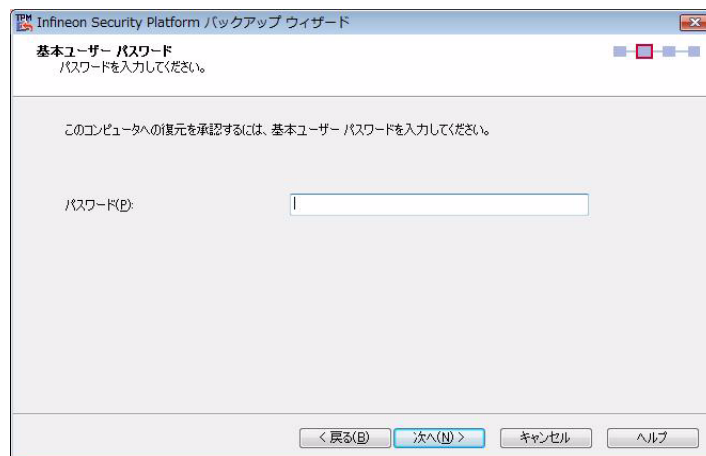 TPM Infineon Security Platform バックアップ ウィザード
基本ユーザー パスワード
パスワードを入力してください。
このコンピュータへの復元を承認するには、基本ユーザー パスワードを入力してください。
パスワード(P):
< 戻る(B)
次へ(N) >
キャンセル
ヘルプ